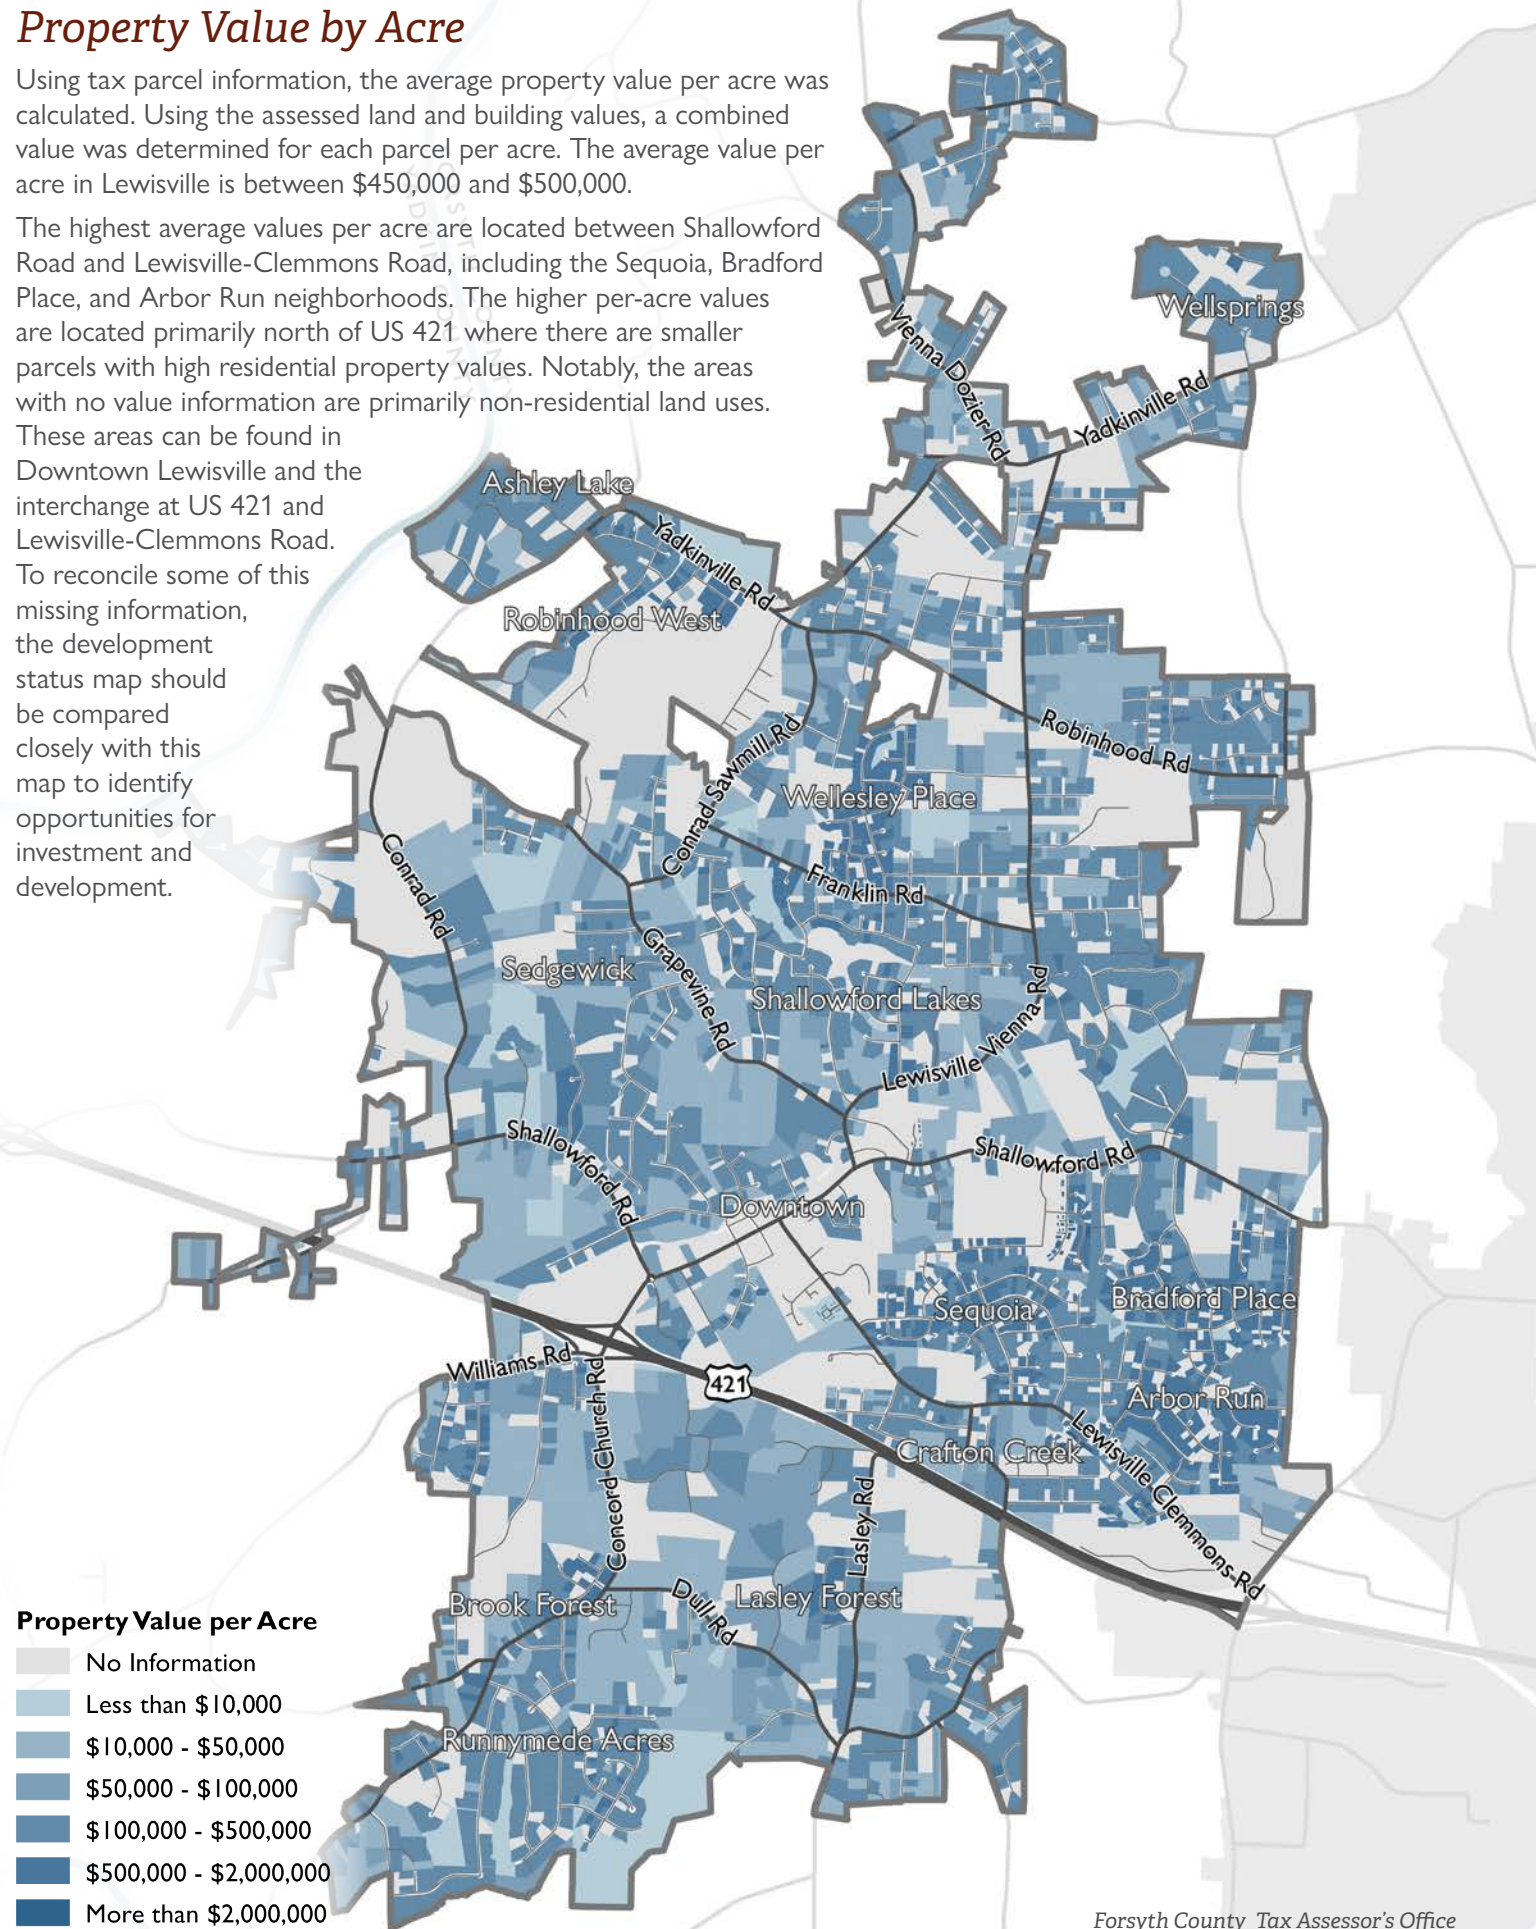 Property Value by Acre
Using tax parcel information, the average property value per acre was
calculated. Using the assessed land and building values, a combined
value was determined for each parcel per acre. The average value per
acre in Lewisville is between $450,000 and $500,000.
The highest average values per acre are located between Shallowford
Road and Lewisville-Clemmons Road, including the Sequoia, Bradford
Place, and Arbor Run neighborhoods. The higher per-acre values
are located primarily north of US 421 where there are smaller
parcels with high residential property values. Notably, the areas
with no value information are primarily non-residential land uses.
These areas can be found in
Downtown Lewisville and the
interchange at US 421 and
Lewisville-Clemmons Road.
To reconcile some of this
missing information,
the development
status map should
be compared
closely with this
map to identify
opportunities for
investment and
development.
Wellsprings
Vienna Dozier Rd
Yadkinville Rd
Ashley Lake
Yadkinville Rd
Robinhood West
Robinhood Rd
Conrad Sawmill Rd
Wellesley Place
Conrad Rd
Franklin Rd
Sedgewick
Grapevine Rd
Shallowford Lakes
Lewisville Vienna Rd
Shallowford Rd
Shallowford Rd
Downtown
Sequoia
Bradford Place
Williams Rd
421
Arbor Run
Concord Church Rd
Crafton Creek
Lewisville Clemmons Rd
Lasley Rd
Brook Forest
Dull Rd
Lasley Forest
Runnymede Acres
Property Value per Acre
No Information
Less than $10,000
$10,000 - $50,000
$50,000 - $100,000
$100,000 - $500,000
$500,000 - $2,000,000
More than $2,000,000
Forsyth County Tax Assessor's Office